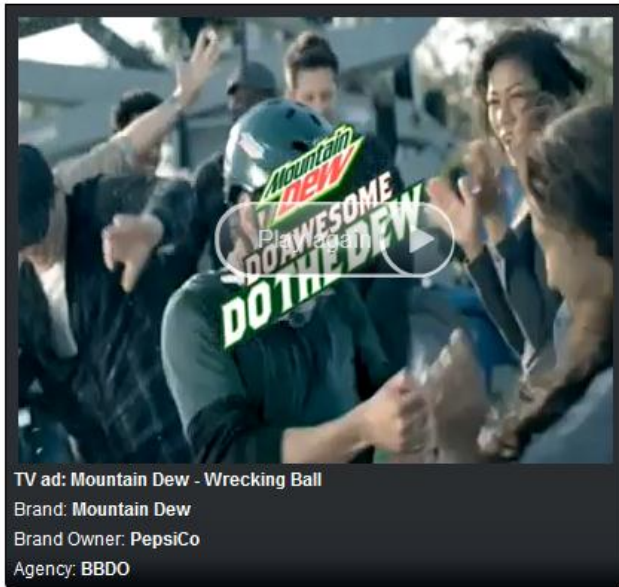 Mountain
Dew
Play again
DO AWESOME
DO THE DEW
TV ad: Mountain Dew - Wrecking Ball
Brand: Mountain Dew
Brand Owner: PepsiCo
Agency: BBDO